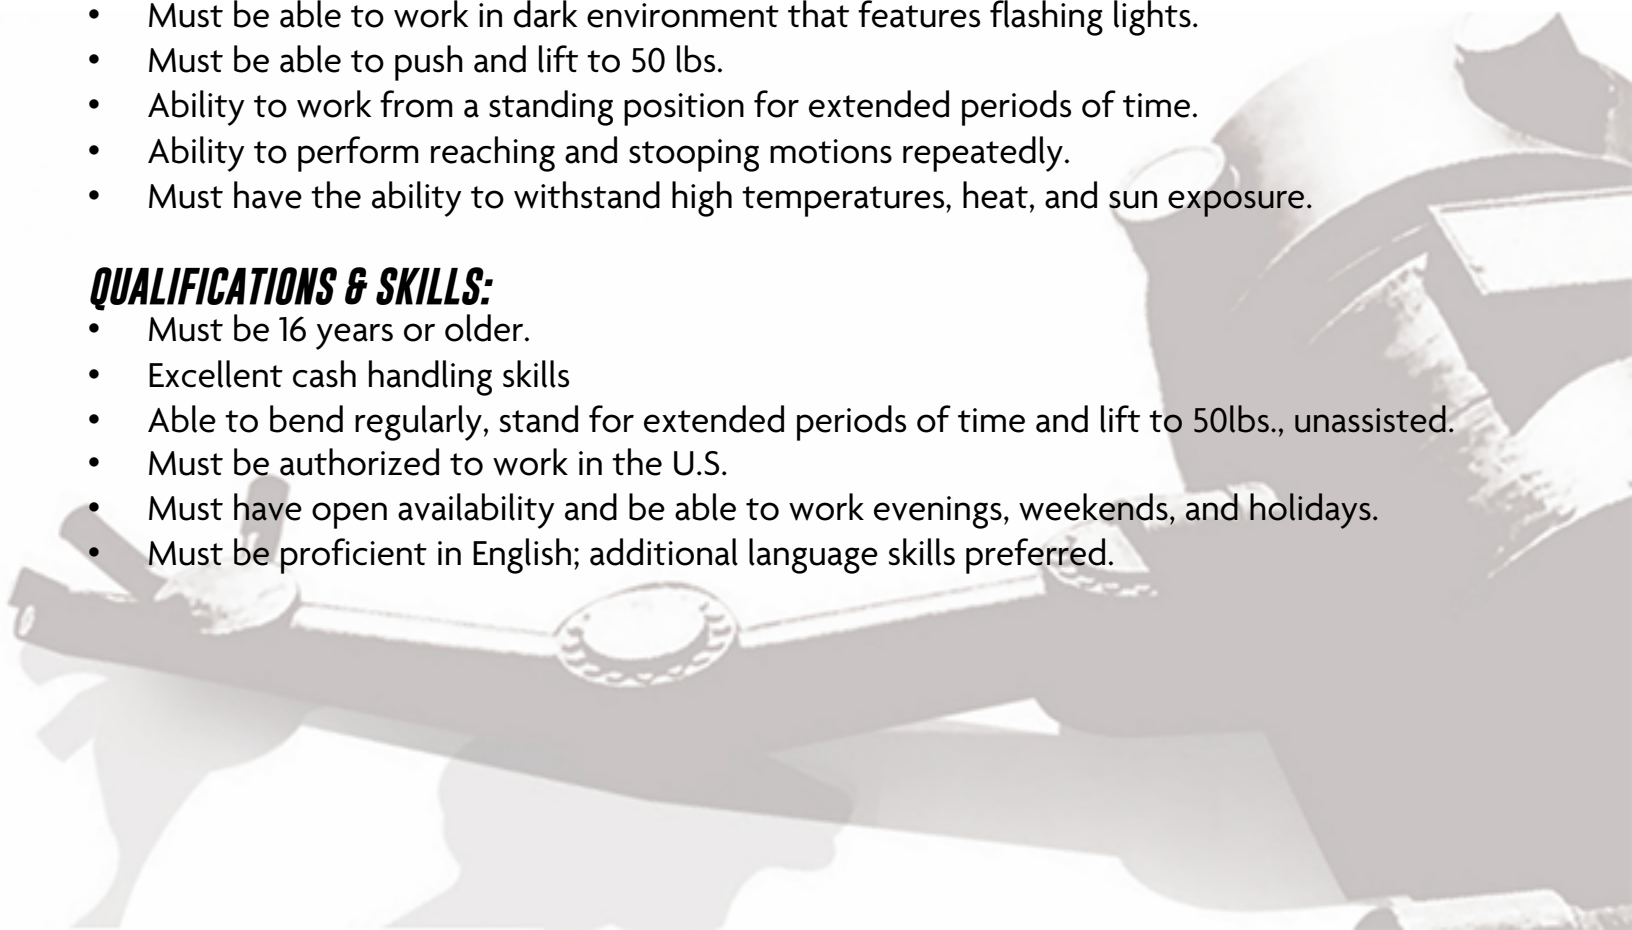 • Must be able to work in dark environment that features flashing lights.
• Must be able to push and lift to 50 lbs.
• Ability to work from a standing position for extended periods of time.
• Ability to perform reaching and stooping motions repeatedly.
• Must have the ability to withstand high temperatures, heat, and sun exposure.
QUALIFICATIONS & SKILLS:
• Must be 16 years or older.
• Excellent cash handling skills
• Able to bend regularly, stand for extended periods of time and lift to 50lbs., unassisted.
• Must be authorized to work in the U.S.
• Must have open availability and be able to work evenings, weekends, and holidays.
• Must be proficient in English; additional language skills preferred.